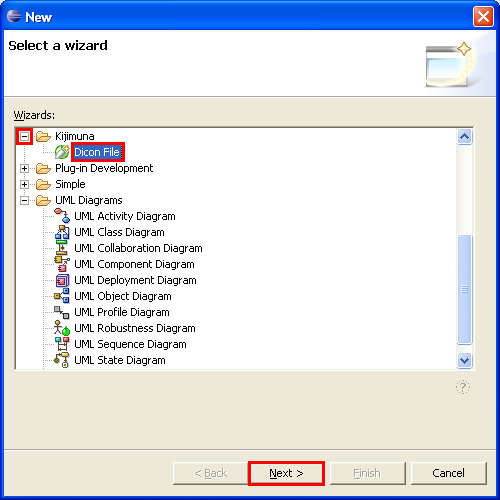 New
Select a wizard
Wizards:
Kijimuna
Dicon File
Plug-in Development
Simple
UML Diagrams
UML Activity Diagram
UML Class Diagram
UML Collaboration Diagram
UML Component Diagram
UML Deployment Diagram
UML Object Diagram
UML Profile Diagram
UML Robustness Diagram
UML Sequence Diagram
UML State Diagram
?
< Back Next > Finish Cancel